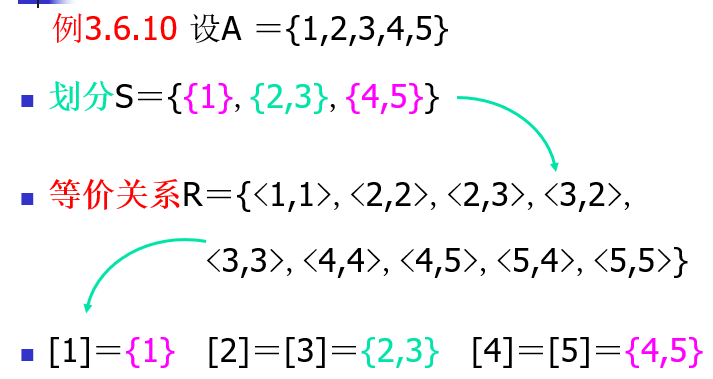 例3.6.10 设A ={1,2,3,4,5}
划分S={{1}, {2,3}, {4,5}}
等价关系R={<1,1>, <2,2>, <2,3>, <3,2>,
<3,3>, <4,4>, <4,5>, <5,4>, <5,5>}
[1]={1} [2]=[3]={2,3} [4]=[5]={4,5}